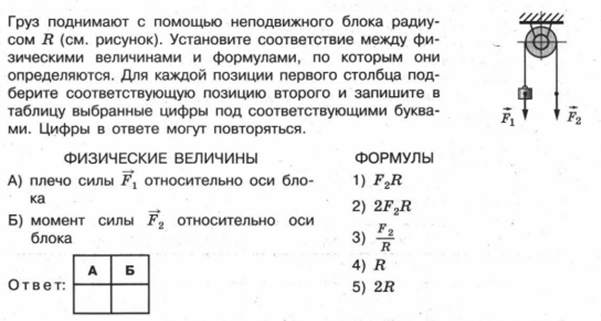 Груз поднимают с помощью неподвижного блока радиу-
сом R (см. рисунок). Установите соответствие между фи-
зическими величинами и формулами, по которым они
определяются. Для каждой позиции первого столбца под-
берите соответствующую позицию второго и запишите в
таблицу выбранные цифры под соответствующими буква-
ми. Цифры в ответе могут повторяться.
F₁ F₂
ФИЗИЧЕСКИЕ ВЕЛИЧИНЫ
А) плечо силы F₁ относительно оси бло-
ка
Б) момент силы F₂ относительно оси
блока
ФОРМУЛЫ
1) F₂R
2) 2F₂R
3) F₂/R
4) R
5) 2R
Ответ:
А Б